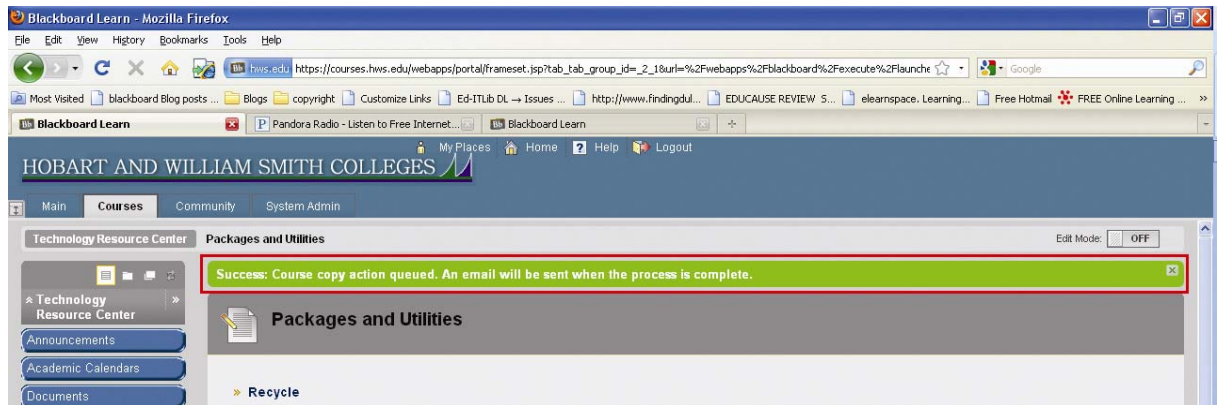 Blackboard Learn - Mozilla Firefox
File Edit View History Bookmarks Tools Help
hws.edu https://courses.hws.edu/webapps/portal/frameset.jsp?tab_tab_group_id=_2_1&url=%2Fwebapps%2Fblackboard%2Fexecute%2Flaunche Google
Most Visited blackboard Blog posts ... Blogs copyright Customize Links Ed-ITLib DL → Issues ... http://www.findingdul... EDUCAUSE REVIEW S... elearnspace. Learning... Free Hotmail FREE Online Learning ... »
Blackboard Learn Pandora Radio - Listen to Free Internet... Blackboard Learn
My Places Home ? Help Logout
HOBART AND WILLIAM SMITH COLLEGES
Main Courses Community System Admin
Technology Resource Center Packages and Utilities Edit Mode: OFF
Success: Course copy action queued. An email will be sent when the process is complete.
Technology »
Resource Center
Packages and Utilities
Announcements
Academic Calendars
Documents
» Recycle